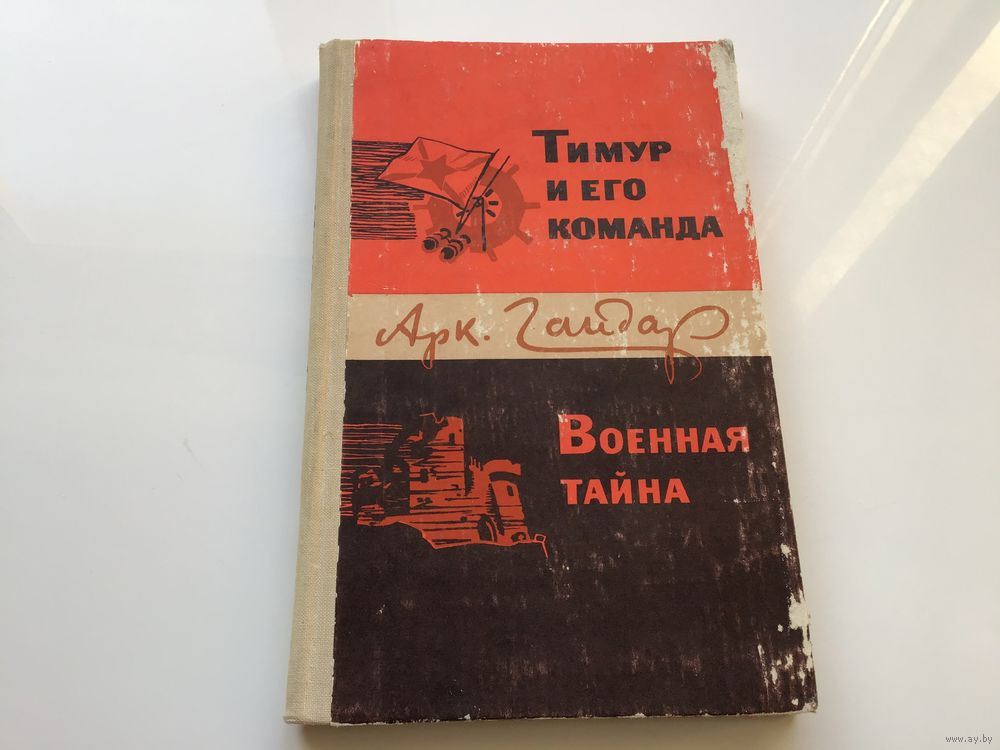 Тимур
и его
команда
Арк. Гайдар
Военная
тайна
www.ay.by